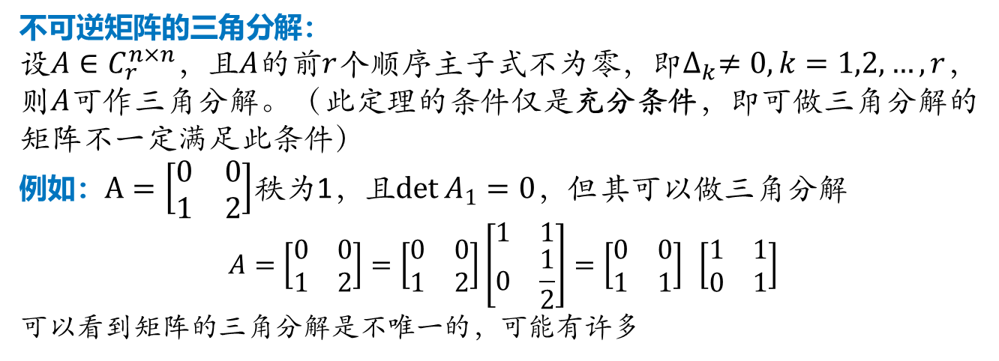 不可逆矩阵的三角分解：
设$A \in C_r^{n \times n}$，且$A$的前$r$个顺序主子式不为零，即$\Delta_k \neq 0, k = 1,2, \dots, r$，
则$A$可作三角分解。（此定理的条件仅是充分条件，即可做三角分解的
矩阵不一定满足此条件）
例如：$\mathrm{A} = \begin{bmatrix} 0 & 0 \\ 1 & 2 \end{bmatrix}$秩为1，且$\det A_1 = 0$，但其可以做三角分解
$A = \begin{bmatrix} 0 & 0 \\ 1 & 2 \end{bmatrix} = \begin{bmatrix} 0 & 0 \\ 1 & 2 \end{bmatrix} \begin{bmatrix} 1 & 1 \\ 0 & \frac{1}{2} \end{bmatrix} = \begin{bmatrix} 0 & 0 \\ 1 & 1 \end{bmatrix} \begin{bmatrix} 1 & 1 \\ 0 & 1 \end{bmatrix}$
可以看到矩阵的三角分解是不唯一的，可能有许多